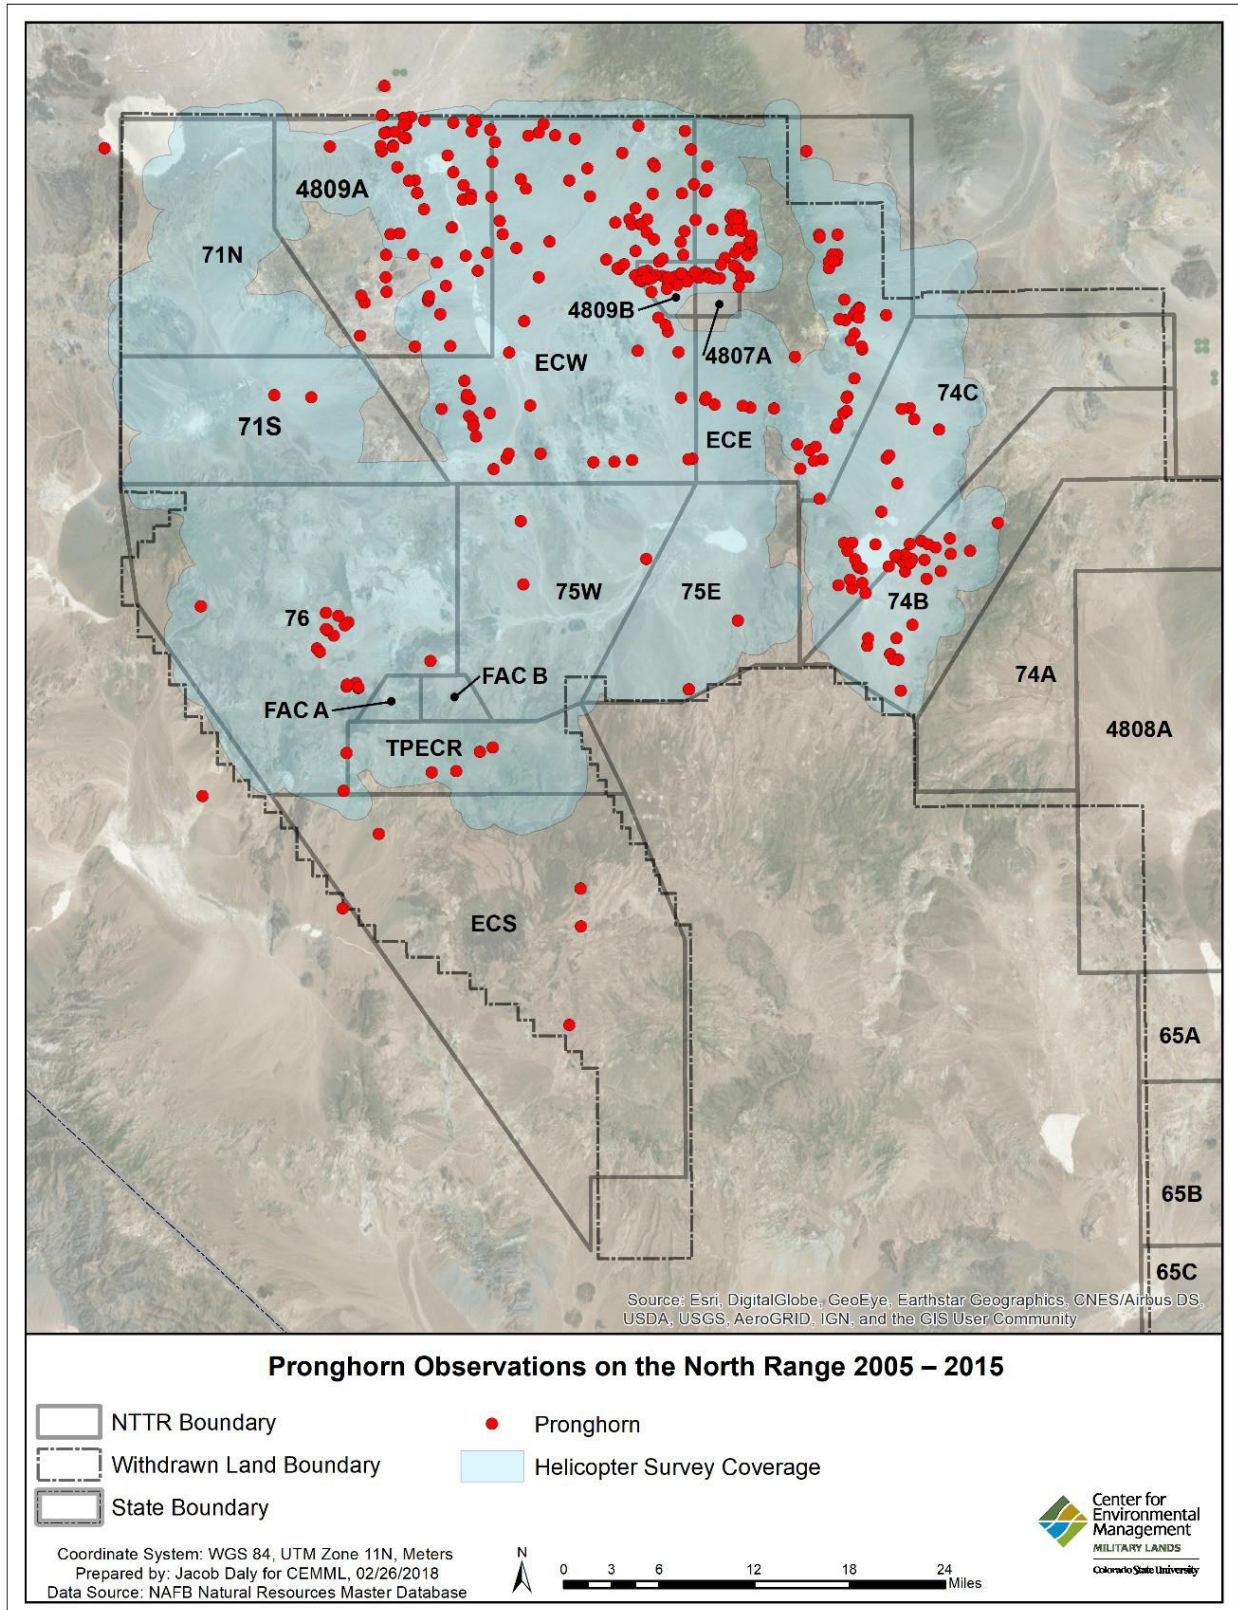 4809A
71N
4809B
ECW
4807A
74C
71S
ECE
75W
75E
76
74B
FAC B
74A
FAC A
4808A
TPECR
ECS
65A
65B
65C
Source: Esri, DigitalGlobe, GeoEye, Earthstar Geographics, CNES/Airbus DS,
USDA, USGS, AeroGRID, IGN, and the GIS User Community
Pronghorn Observations on the North Range 2005 – 2015
NTTR Boundary
Pronghorn
Withdrawn Land Boundary
Helicopter Survey Coverage
State Boundary
Center for
Environmental
Management
MILITARY LANDS
Colorado State University
Coordinate System: WGS 84, UTM Zone 11N, Meters
Prepared by: Jacob Daly for CEMML, 02/26/2018
Data Source: NAFB Natural Resources Master Database
N
0 3 6 12 18 24
Miles